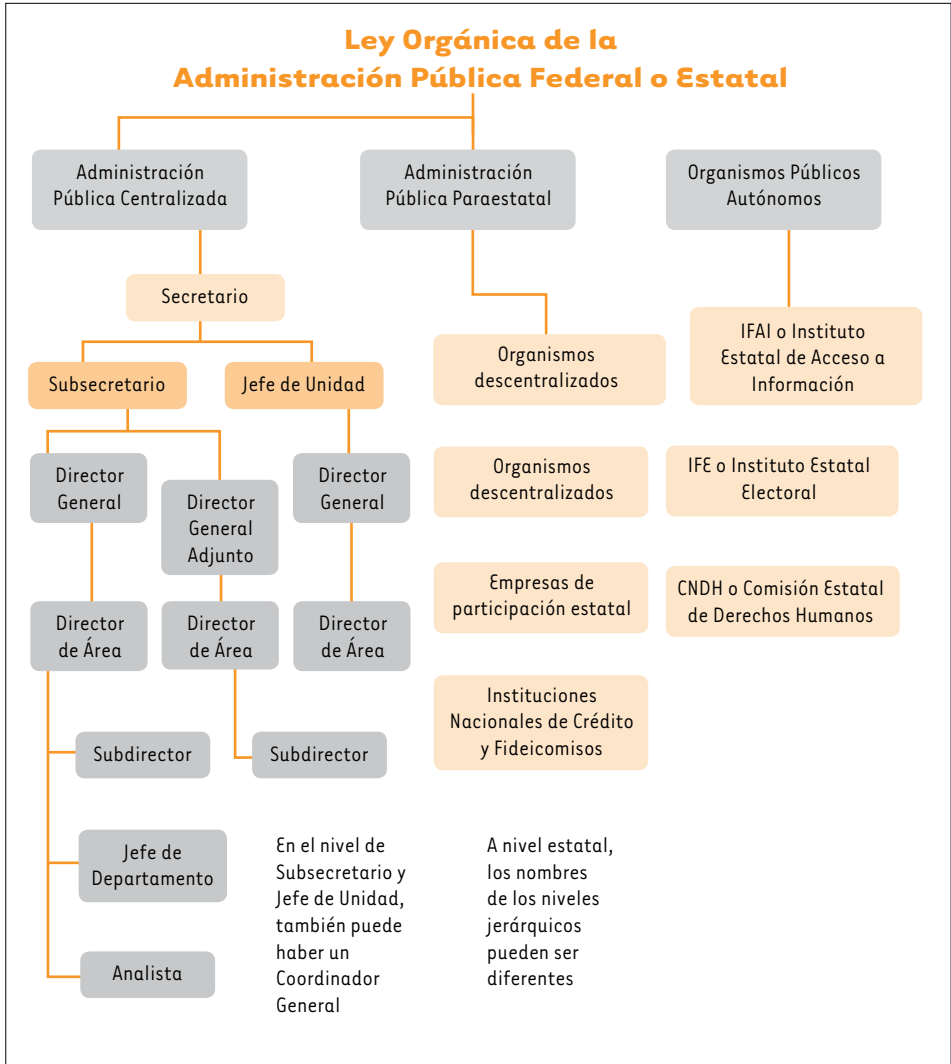 Ley Orgánica de la
Administración Pública Federal o Estatal
Administración
Pública Centralizada
Administración
Pública Paraestatal
Organismos Públicos
Autónomos
Secretario
Subsecretario
Jefe de Unidad
Director
General
Director
General
Adjunto
Director
General
Director
de Área
Director
de Área
Director
de Área
Subdirector
Subdirector
Jefe de
Departamento
Analista
Organismos
descentralizados
Organismos
descentralizados
Empresas de
participación estatal
Instituciones
Nacionales de Crédito
y Fideicomisos
IFAI o Instituto
Estatal de Acceso a
Información
IFE o Instituto Estatal
Electoral
CNDH o Comisión Estatal
de Derechos Humanos
En el nivel de
Subsecretario y
Jefe de Unidad,
también puede
haber un
Coordinador
General
A nivel estatal,
los nombres
de los niveles
jerárquicos
pueden ser
diferentes